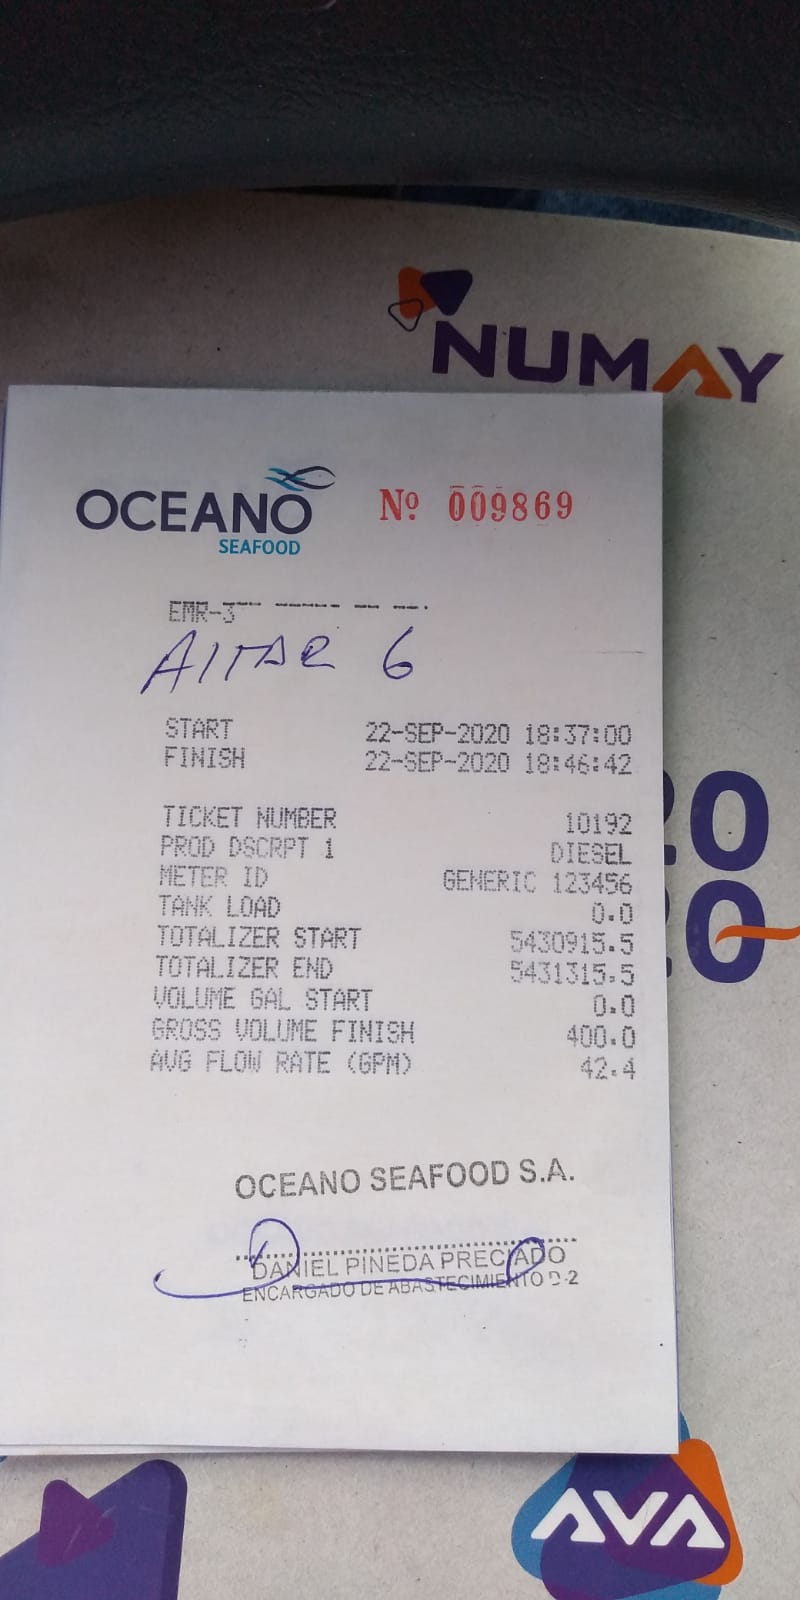 NUMAY
OCEANO
SEAFOOD
Nº 009869
EMR-3
AITAR 6
START 22-SEP-2020 18:37:00
FINISH 22-SEP-2020 18:46:42
TICKET NUMBER 10192
PROD DSCRPT 1 DIESEL
METER ID GENERIC 123456
TANK LOAD 0.0
TOTALIZER START 5430915.5
TOTALIZER END 5431315.5
VOLUME GAL START 0.0
GROSS VOLUME FINISH 400.0
AVG FLOW RATE (GPM) 42.4
20
20
OCEANO SEAFOOD S.A.
DANIEL PINEDA PRECIADO
ENCARGADO DE ABASTECIMIENTO D-2
AVA